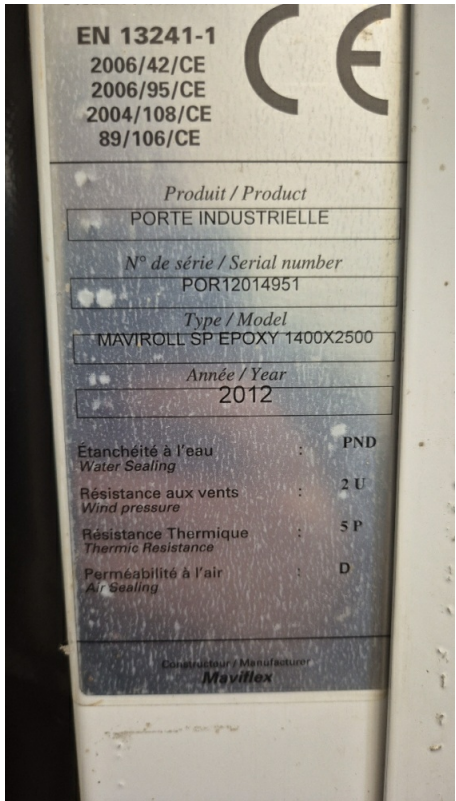 EN 13241-1
CE
2006/42/CE
2006/95/CE
2004/108/CE
89/106/CE
Produit / Product
PORTE INDUSTRIELLE
N° de série / Serial number
POR12014951
Type / Model
MAVIROLL SP EPOXY 1400X2500
Année / Year
2012
Étanchéité à l'eau : PND
Water Sealing
Résistance aux vents : 2 U
Wind pressure
Résistance Thermique : 5 P
Thermic Resistance
Perméabilité à l'air : D
Air Sealing
Constructeur / Manufacturer
Maviflex